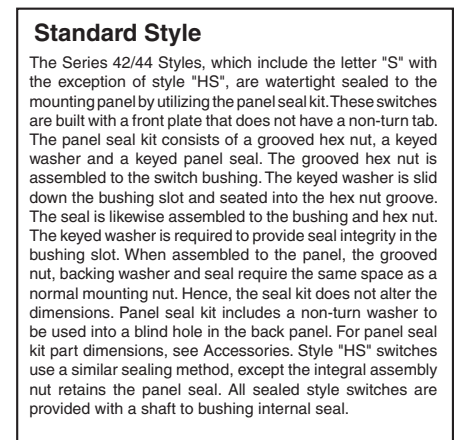 Standard Style
The Series 42/44 Styles, which include the letter "S" with
the exception of style "HS", are watertight sealed to the
mounting panel by utilizing the panel seal kit. These switches
are built with a front plate that does not have a non-turn tab.
The panel seal kit consists of a grooved hex nut, a keyed
washer and a keyed panel seal. The grooved hex nut is
assembled to the switch bushing. The keyed washer is slid
down the bushing slot and seated into the hex nut groove.
The seal is likewise assembled to the bushing and hex nut.
The keyed washer is required to provide seal integrity in the
bushing slot. When assembled to the panel, the grooved
nut, backing washer and seal require the same space as a
normal mounting nut. Hence, the seal kit does not alter the
dimensions. Panel seal kit includes a non-turn washer to
be used into a blind hole in the back panel. For panel seal
kit part dimensions, see Accessories. Style "HS" switches
use a similar sealing method, except the integral assembly
nut retains the panel seal. All sealed style switches are
provided with a shaft to bushing internal seal.